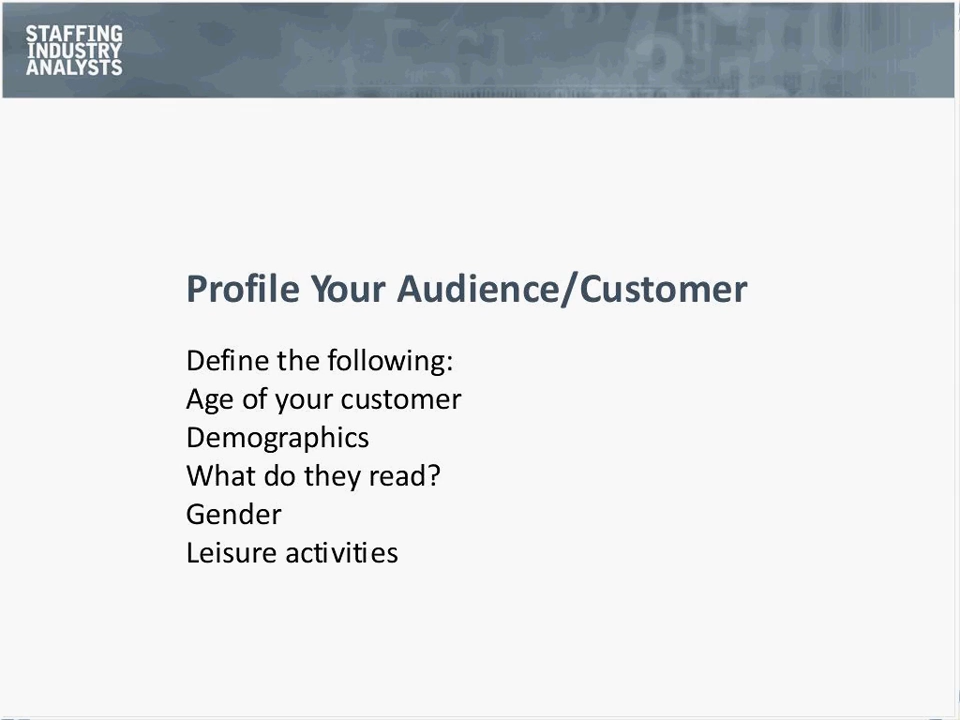 STAFFING
INDUSTRY
ANALYSTS
Profile Your Audience/Customer
Define the following:
Age of your customer
Demographics
What do they read?
Gender
Leisure activities